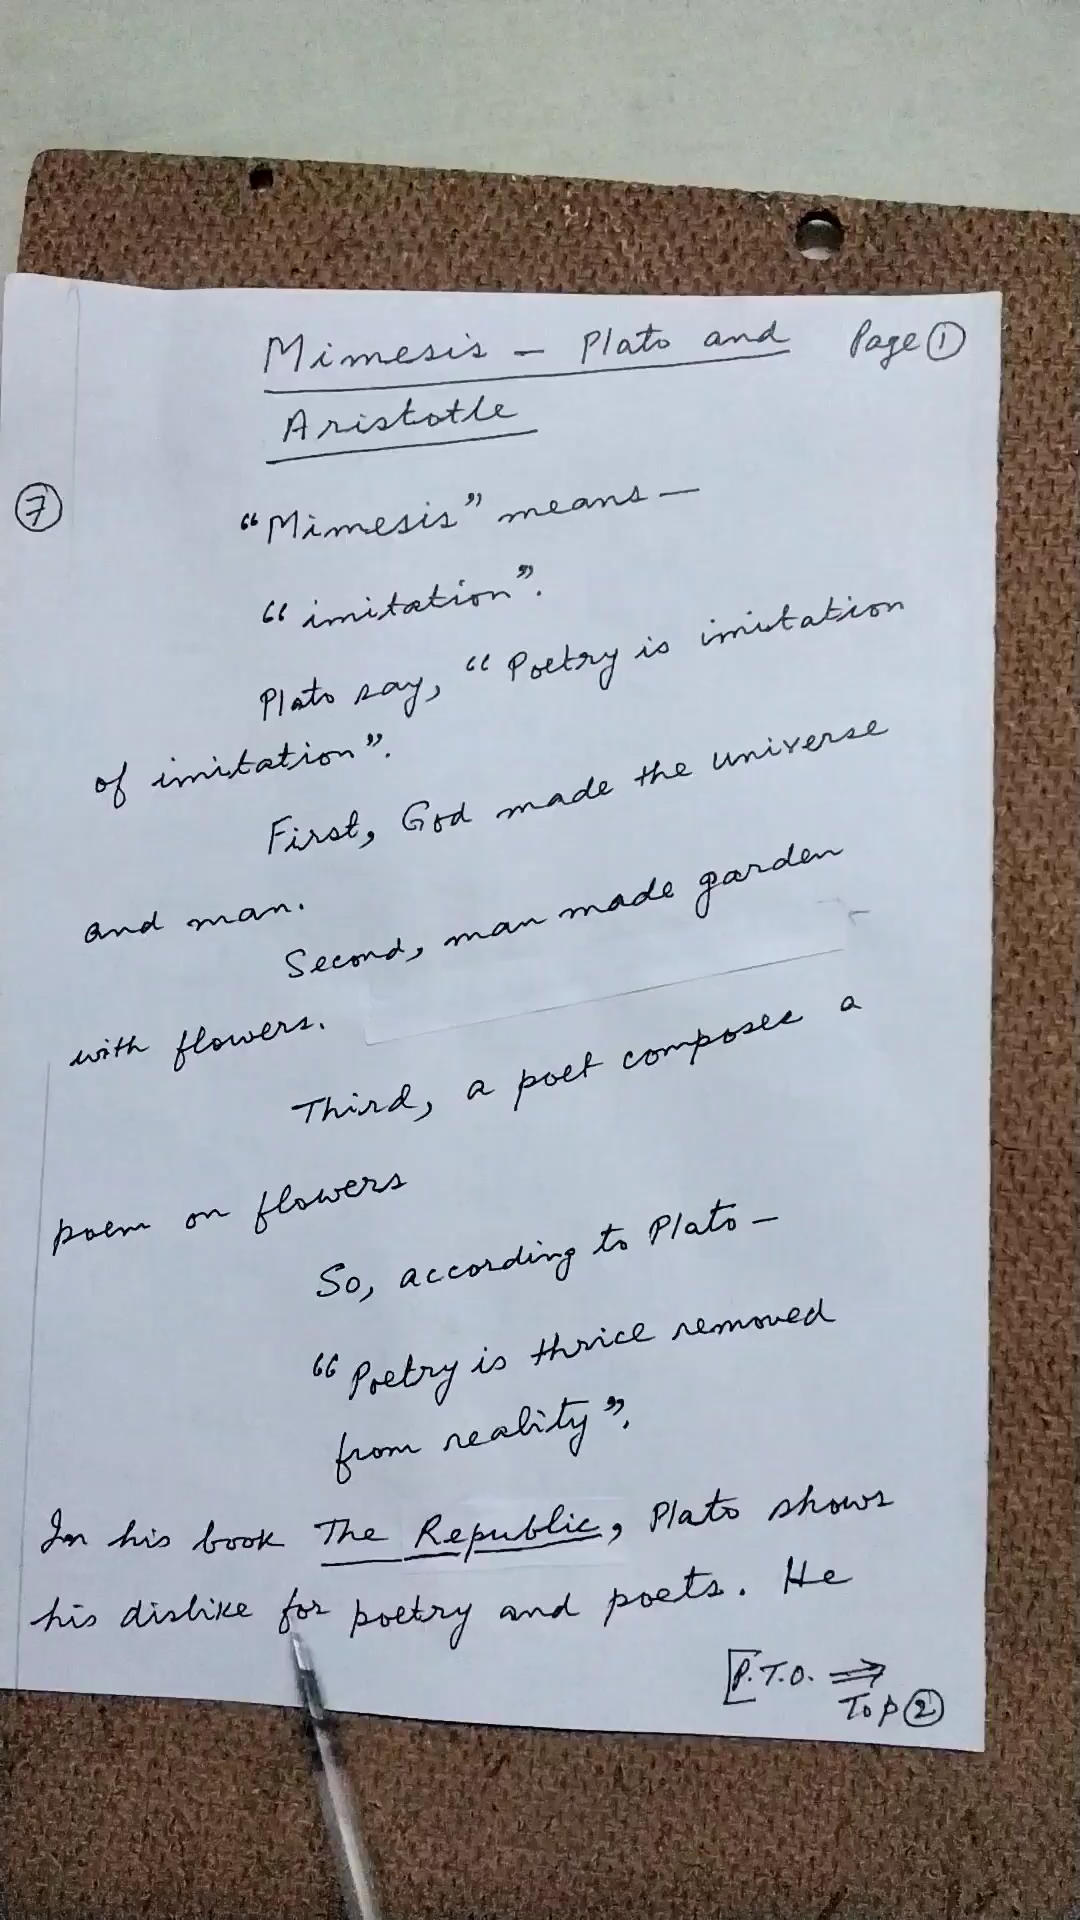 Mimesis – Plato and Page ①
Aristotle
⑦
“Mimesis” means –
“imitation”.
Plato say, “Poetry is imitation
of imitation”.
First, God made the universe
and man.
Second, man made garden
with flowers.
Third, a poet composee a
poem on flowers
So, according to Plato –
“Poetry is thrice removed
from reality”.
In his book The Republic, Plato shows
his dislike for poetry and poets. He
[P.T.O. ⇒
To p ②